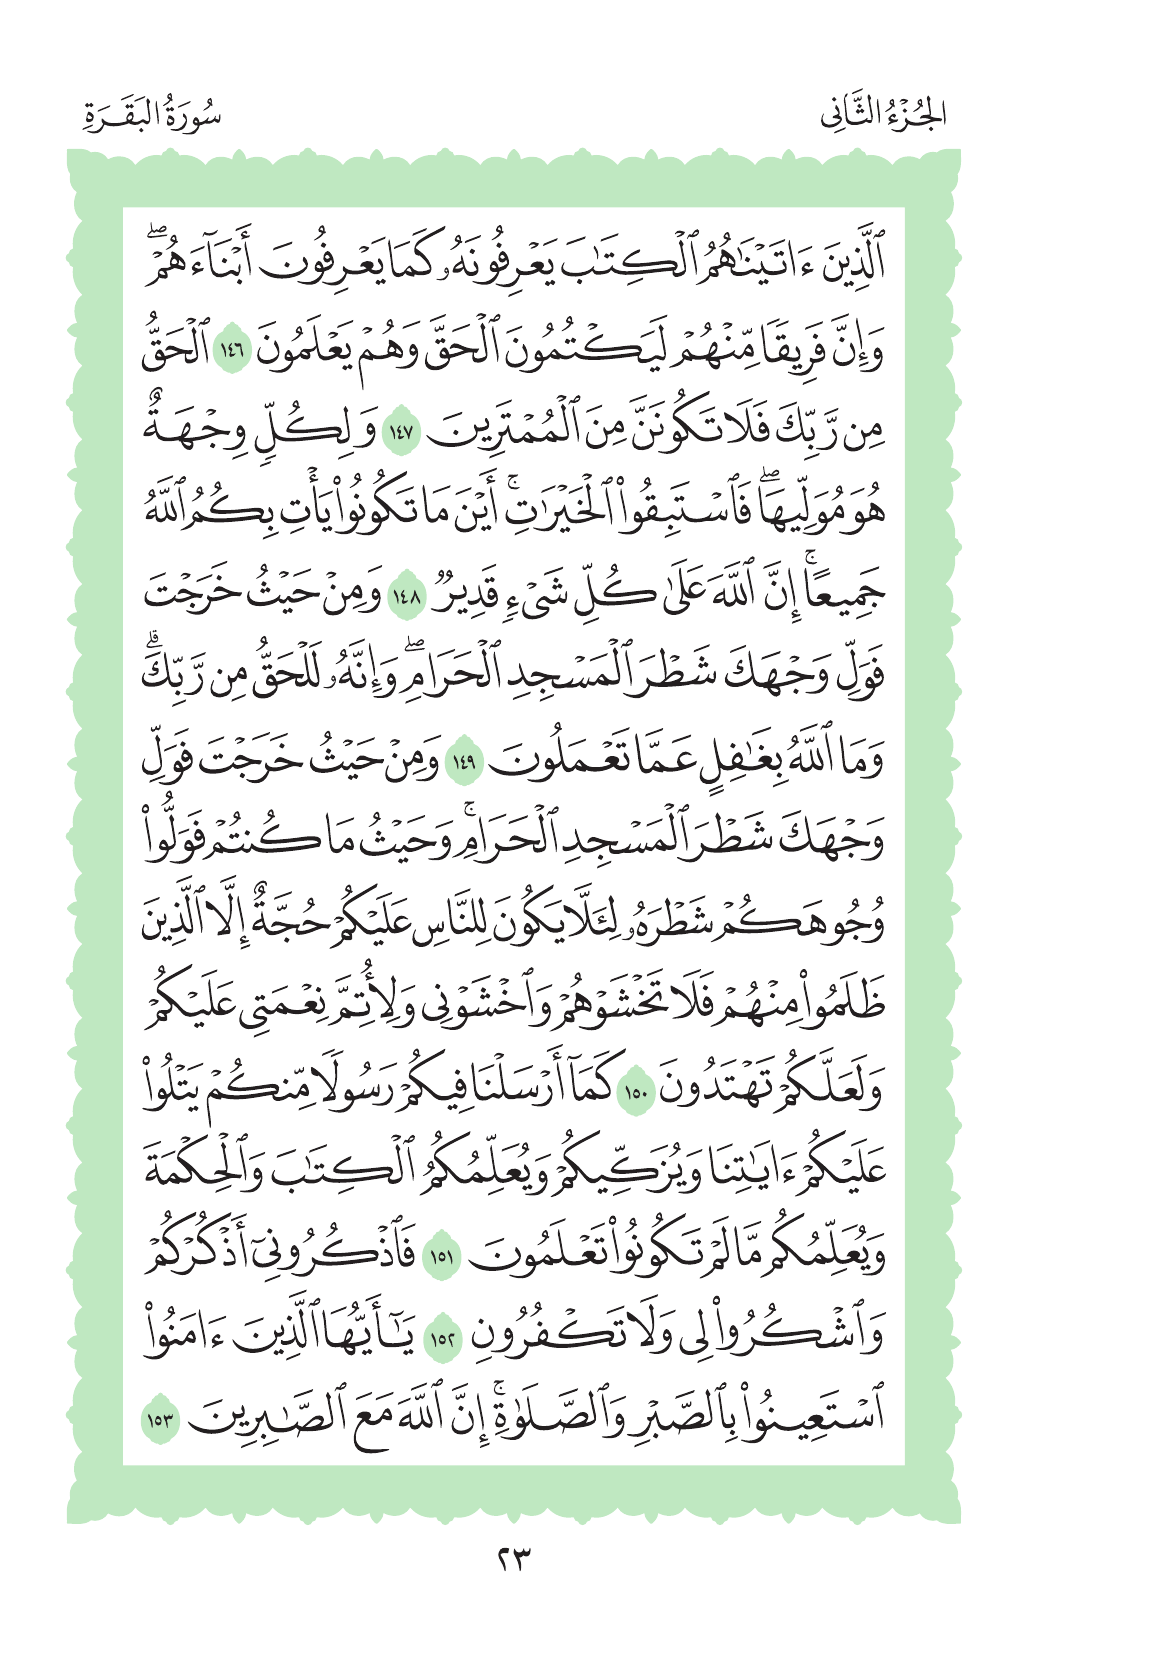 الجُزْءُ الثَّانِي
سُورَةُ البَقَرَةِ
ٱلَّذِينَ ءَاتَيْنَٰهُمُ ٱلْكِتَٰبَ يَعْرِفُونَهُۥ كَمَا يَعْرِفُونَ أَبْنَآءَهُمْۖ
وَإِنَّ فَرِيقًا مِّنْهُمْ لَيَكْتُمُونَ ٱلْحَقَّ وَهُمْ يَعْلَمُونَ ١٤٦ ٱلْحَقُّ
مِن رَّبِّكَ فَلَا تَكُونَنَّ مِنَ ٱلْمُمْتَرِينَ ١٤٧ وَلِكُلٍّ وِجْهَةٌ
هُوَ مُوَلِّيهَاۖ فَٱسْتَبِقُوا۟ ٱلْخَيْرَٰتِۚ أَيْنَ مَا تَكُونُوا۟ يَأْتِ بِكُمُ ٱللَّهُ
جَمِيعًاۚ إِنَّ ٱللَّهَ عَلَىٰ كُلِّ شَىْءٍ قَدِيرٌ ١٤٨ وَمِنْ حَيْثُ خَرَجْتَ
فَوَلِّ وَجْهَكَ شَطْرَ ٱلْمَسْجِدِ ٱلْحَرَامِۖ وَإِنَّهُۥ لَلْحَقُّ مِن رَّبِّكَۗ
وَمَا ٱللَّهُ بِغَٰفِلٍ عَمَّا تَعْمَلُونَ ١٤٩ وَمِنْ حَيْثُ خَرَجْتَ فَوَلِّ
وَجْهَكَ شَطْرَ ٱلْمَسْجِدِ ٱلْحَرَامِۚ وَحَيْثُ مَا كُنتُمْ فَوَلُّوا۟
وُجُوهَكُمْ شَطْرَهُۥ لِئَلَّا يَكُونَ لِلنَّاسِ عَلَيْكُمْ حُجَّةٌ إِلَّا ٱلَّذِينَ
ظَلَمُوا۟ مِنْهُمْ فَلَا تَخْشَوْهُمْ وَٱخْشَوْنِى وَلِأُتِمَّ نِعْمَتِى عَلَيْكُمْ
وَلَعَلَّكُمْ تَهْتَدُونَ ١٥٠ كَمَآ أَرْسَلْنَا فِيكُمْ رَسُولًا مِّنكُمْ يَتْلُوا۟
عَلَيْكُمْ ءَايَٰتِنَا وَيُزَكِّيكُمْ وَيُعَلِّمُكُمُ ٱلْكِتَٰبَ وَٱلْحِكْمَةَ
وَيُعَلِّمُكُم مَّا لَمْ تَكُونُوا۟ تَعْلَمُونَ ١٥١ فَٱذْكُرُونِىٓ أَذْكُرْكُمْ
وَٱشْكُرُوا۟ لِى وَلَا تَكْفُرُونِ ١٥٢ يَٰٓأَيُّهَا ٱلَّذِينَ ءَامَنُوا۟
ٱسْتَعِينُوا۟ بِٱلصَّبْرِ وَٱلصَّلَوٰةِۚ إِنَّ ٱللَّهَ مَعَ ٱلصَّٰبِرِينَ ١٥٣
٢٣